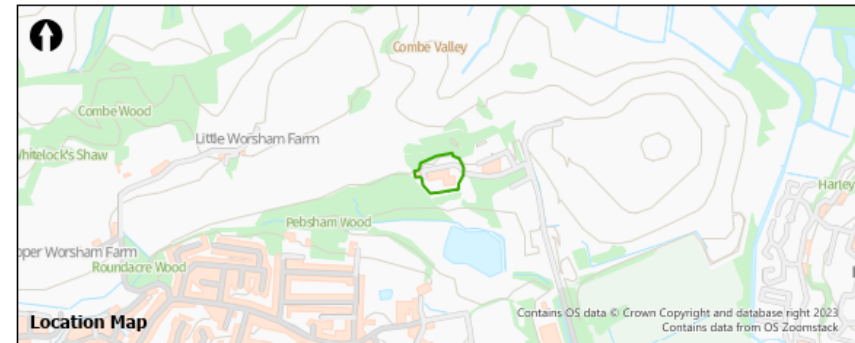 Combe Valley
Combe Wood
Little Worsham Farm
Whitelock's Shaw
Harley
Pebsham Wood
pper Worsham Farm
Roundacre Wood
Contains OS data © Crown Copyright and database right 2023
Location Map
Contains data from OS Zoomstack